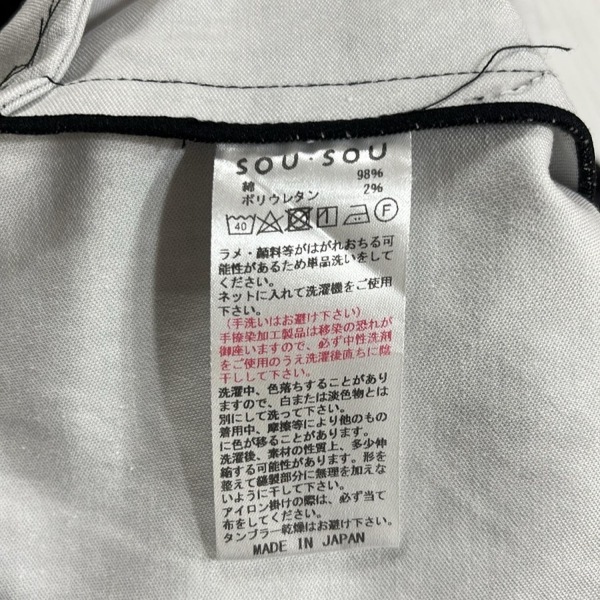 SOU・SOU
綿 98%
ポリウレタン 2%
40 F
ラメ・顔料等がはがれおちる可
能性があるため単品洗いをして
ください。
ネットに入れて洗濯機をご使用
下さい。
(手洗いはお避け下さい)
手捺染加工製品は移染の恐れが
御座いますので、必ず中性洗剤
をご使用のうえ洗濯後直ちに陰
干しして下さい。
洗濯中、色落ちすることがあり
ますので、白または淡色物とは
別にして洗って下さい。
着用中、摩擦等により他のもの
に色が移ることがあります。
洗濯後、素材の性質上、多少伸
縮する可能性があります。形を
整えて縫製部分に無理を加えな
いように干して下さい。
アイロン掛けの際は、必ず当て
布をしてください。
タンブラー乾燥はお避け下さい。
MADE IN JAPAN